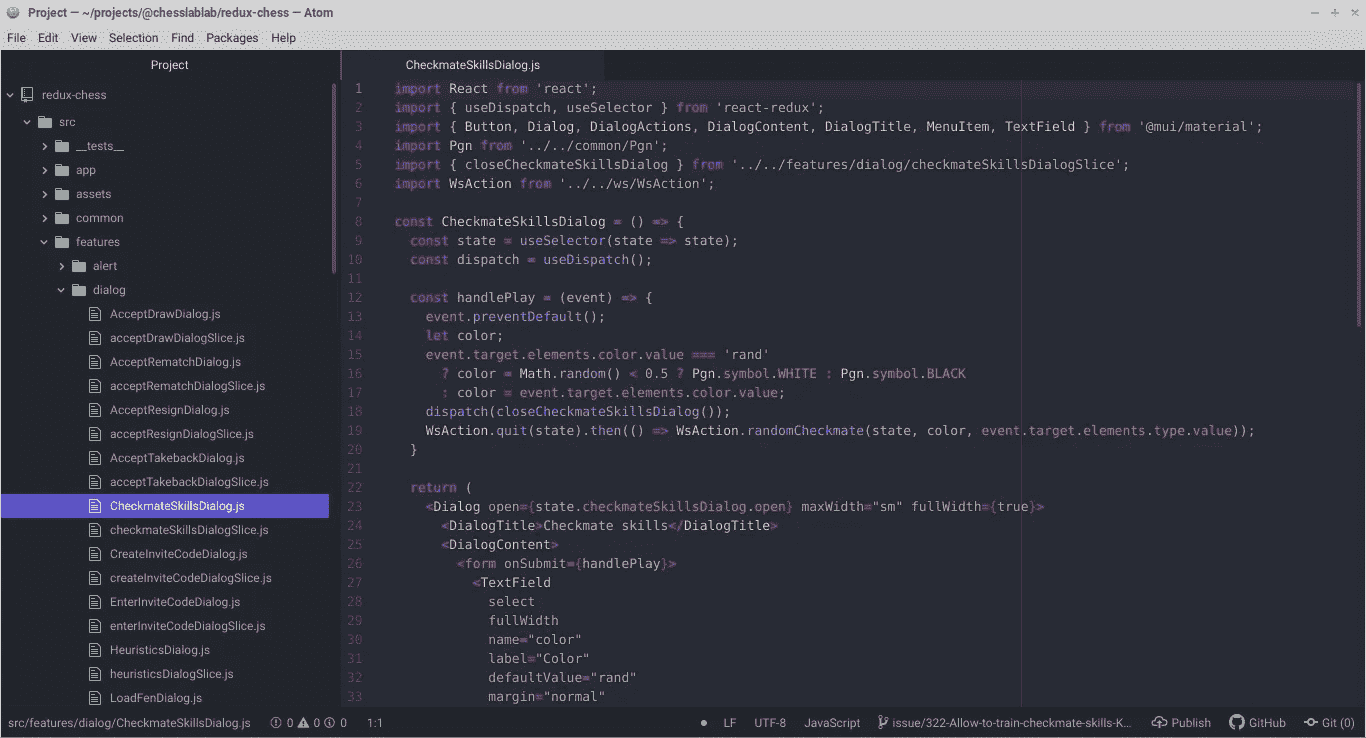 Project — ~/projects/@chesslablab/redux-chess — Atom
File Edit View Selection Find Packages Help
Project
redux-chess
src
__tests__
app
assets
common
features
alert
dialog
AcceptDrawDialog.js
acceptDrawDialogSlice.js
AcceptRematchDialog.js
acceptRematchDialogSlice.js
AcceptResignDialog.js
acceptResignDialogSlice.js
AcceptTakebackDialog.js
acceptTakebackDialogSlice.js
CheckmateSkillsDialog.js
checkmateSkillsDialogSlice.js
CreateInviteCodeDialog.js
createInviteCodeDialogSlice.js
EnterInviteCodeDialog.js
enterInviteCodeDialogSlice.js
HeuristicsDialog.js
heuristicsDialogSlice.js
LoadFenDialog.js
CheckmateSkillsDialog.js
1 import React from 'react';
2 import { useDispatch, useSelector } from 'react-redux';
3 import { Button, Dialog, DialogActions, DialogContent, DialogTitle, MenuItem, TextField } from '@mui/material';
4 import Pgn from '../../common/Pgn';
5 import { closeCheckmateSkillsDialog } from '../../features/dialog/checkmateSkillsDialogSlice';
6 import WsAction from '../../ws/WsAction';
7
8 const CheckmateSkillsDialog = () => {
9   const state = useSelector(state => state);
10   const dispatch = useDispatch();
11
12   const handlePlay = (event) => {
13     event.preventDefault();
14     let color;
15     event.target.elements.color.value === 'rand'
16       ? color = Math.random() < 0.5 ? Pgn.symbol.WHITE : Pgn.symbol.BLACK
17       : color = event.target.elements.color.value;
18     dispatch(closeCheckmateSkillsDialog());
19     WsAction.quit(state).then(() => WsAction.randomCheckmate(state, color, event.target.elements.type.value));
20   }
21
22   return (
23     <Dialog open={state.checkmateSkillsDialog.open} maxWidth="sm" fullWidth={true}>
24       <DialogTitle>Checkmate skills</DialogTitle>
25       <DialogContent>
26         <form onSubmit={handlePlay}>
27           <TextField
28             select
29             fullWidth
30             name="color"
31             label="Color"
32             defaultValue="rand"
33             margin="normal"
src/features/dialog/CheckmateSkillsDialog.js 0 0 0 1:1 LF UTF-8 JavaScript issue/322-Allow-to-train-checkmate-skills-K... Publish GitHub Git (0)